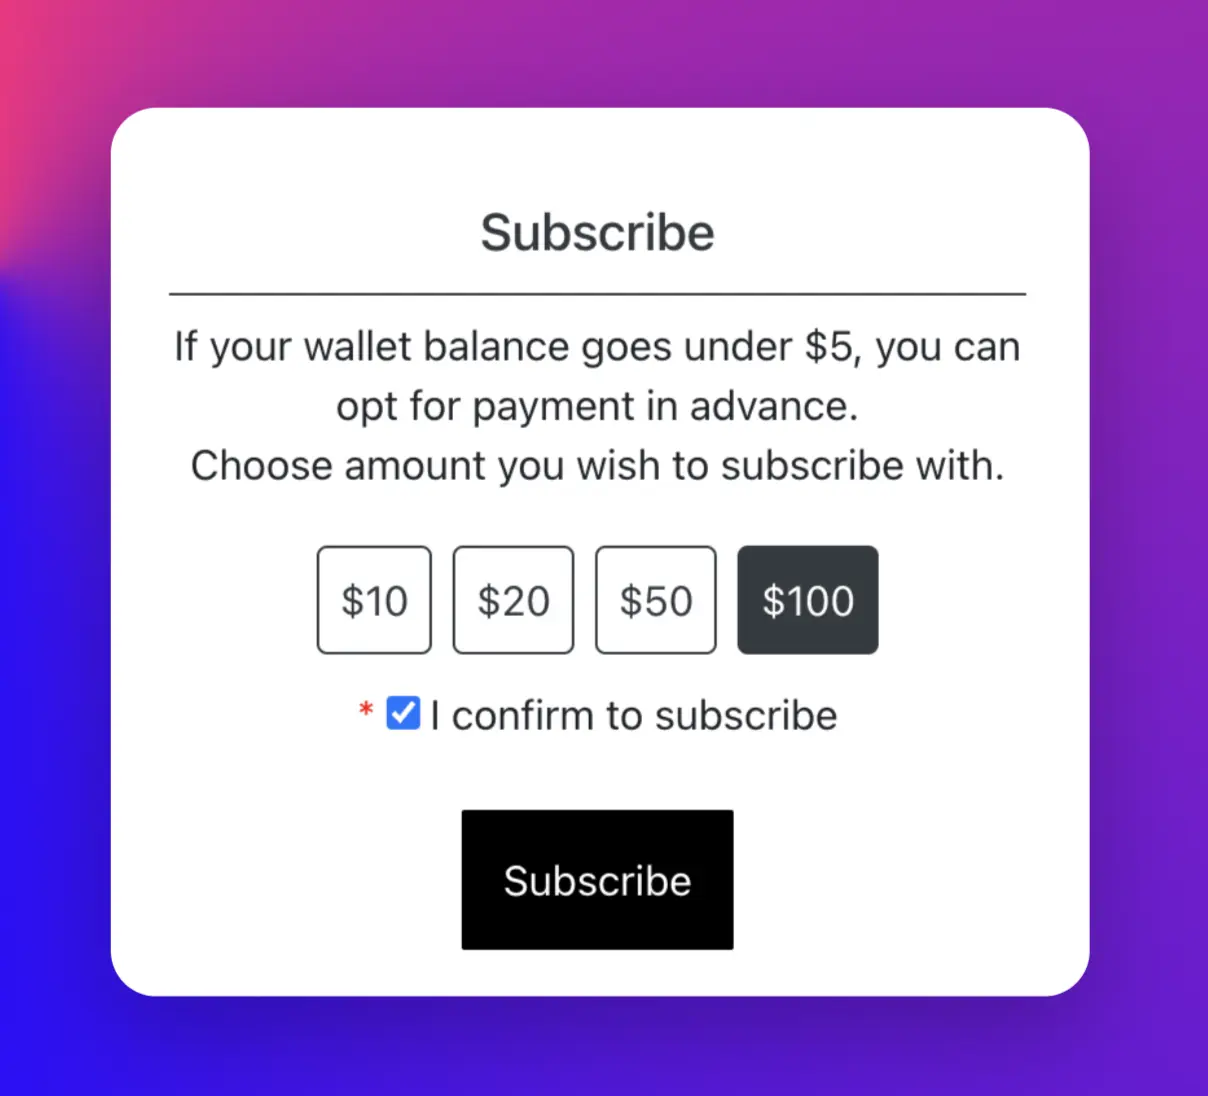 Subscribe
If your wallet balance goes under $5, you can
opt for payment in advance.
Choose amount you wish to subscribe with.
$10 $20 $50 $100
* I confirm to subscribe
Subscribe